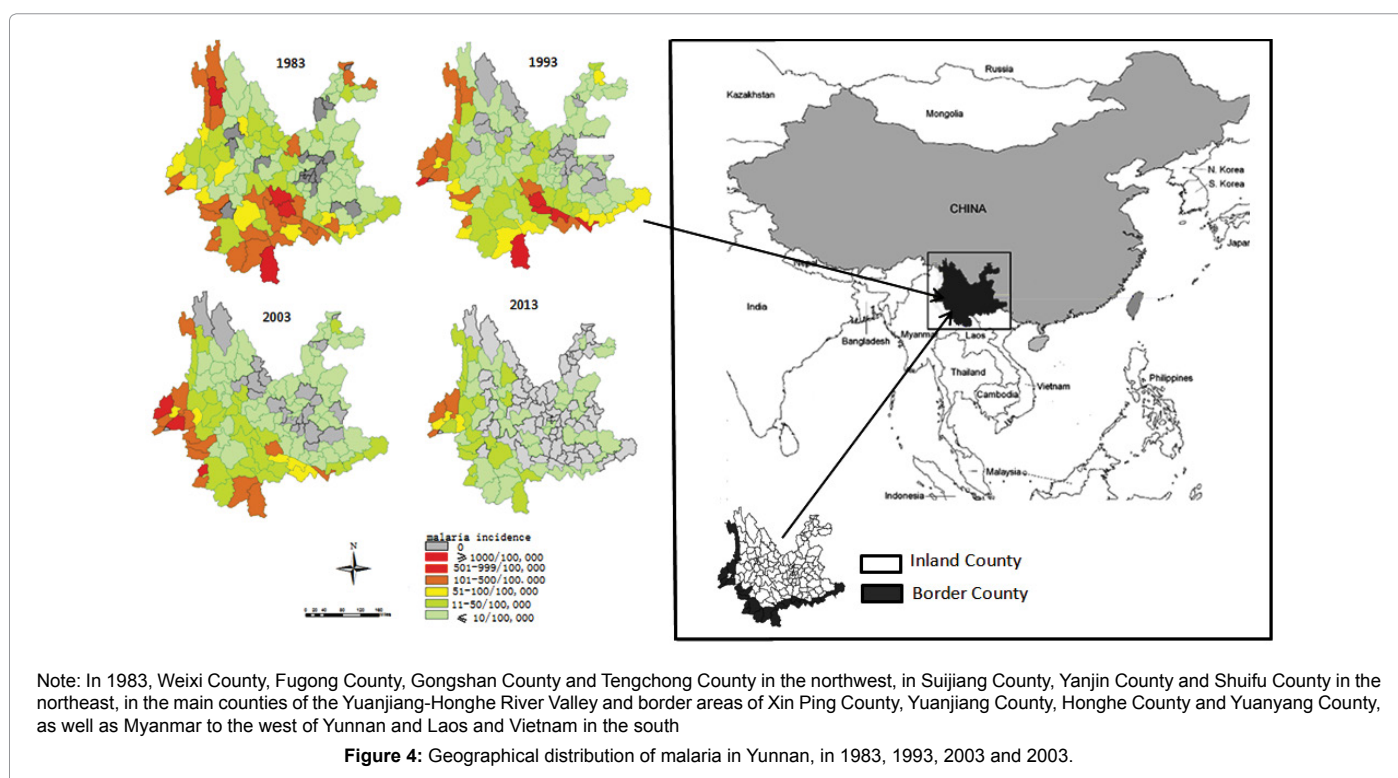 1983
1993
2003
2013
malaria incidence
0
⩾ 1000/100,000
501-999/100,000
101-500/100.000
51-100/100,000
11-50/100,000
⩽ 10/100,000
N
Russia
Kazakhstan
Mongolia
N. Korea
S. Korea
Japar
CHINA
Nepal
India
Bangladesh
Myanmar
Laos
Thailand
Vietnam
Cambodia
Philippines
Malaysia
Indonesia
Inland County
Border County
Note: In 1983, Weixi County, Fugong County, Gongshan County and Tengchong County in the northwest, in Suijiang County, Yanjin County and Shuifu County in the
northeast, in the main counties of the Yuanjiang-Honghe River Valley and border areas of Xin Ping County, Yuanjiang County, Honghe County and Yuanyang County,
as well as Myanmar to the west of Yunnan and Laos and Vietnam in the south
Figure 4: Geographical distribution of malaria in Yunnan, in 1983, 1993, 2003 and 2003.